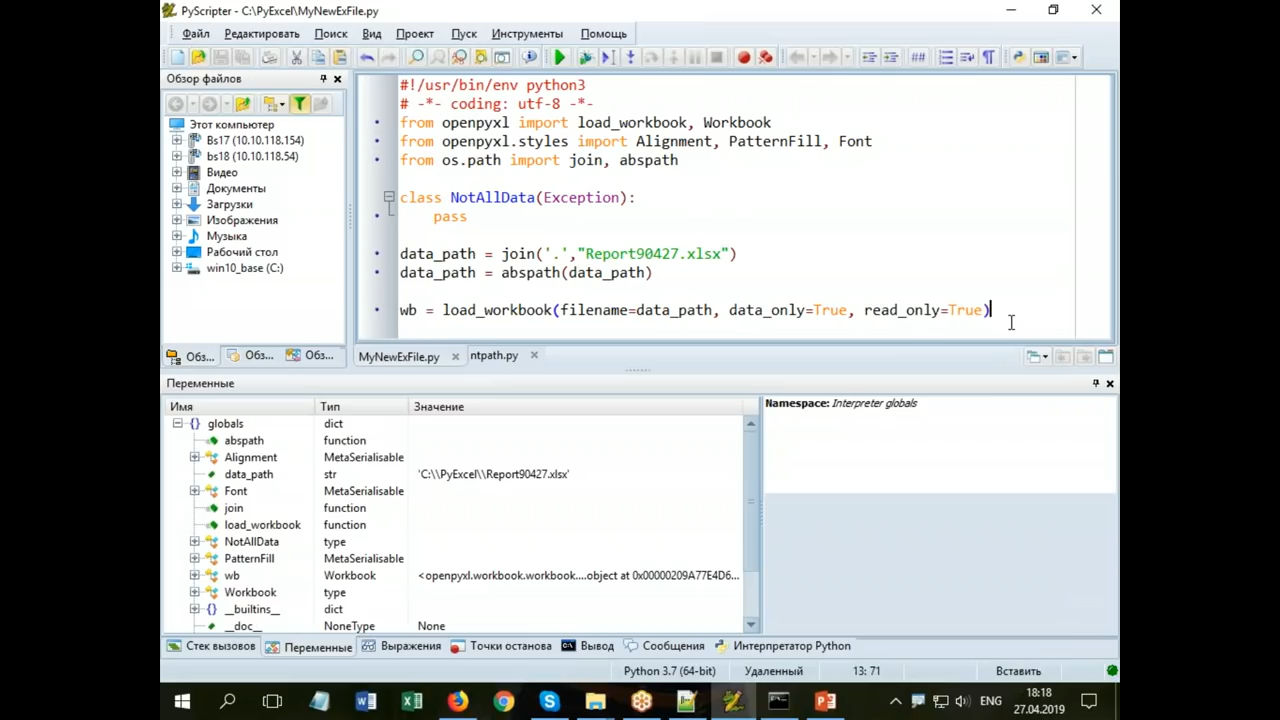 PyScripter - C:\PyExcel\MyNewExFile.py
Файл Редактировать Поиск Вид Проект Пуск Инструменты Помощь
Обзор файлов
Этот компьютер
Bs17 (10.10.118.154)
bs18 (10.10.118.54)
Видео
Документы
Загрузки
Изображения
Музыка
Рабочий стол
win10_base (C:)
Обз... Обз... Обз...
#!/usr/bin/env python3
# -*- coding: utf-8 -*-
from openpyxl import load_workbook, Workbook
from openpyxl.styles import Alignment, PatternFill, Font
from os.path import join, abspath
class NotAllData(Exception):
pass
data_path = join('.',"Report90427.xlsx")
data_path = abspath(data_path)
wb = load_workbook(filename=data_path, data_only=True, read_only=True)
MyNewExFile.py ntpath.py
Переменные
Имя Тип Значение
globals dict
abspath function
Alignment MetaSerialisable
data_path str 'C:\\PyExcel\\Report90427.xlsx'
Font MetaSerialisable
join function
load_workbook function
NotAllData type
PatternFill MetaSerialisable
wb Workbook <openpyxl.workbook.workbook....object at 0x00000209A77E4D6...
Workbook type
__builtins__ dict
__doc__ NoneType None
Namespace: Interpreter globals
Стек вызовов Переменные Выражения Точки останова Вывод Сообщения Интерпретатор Python
Python 3.7 (64-bit) Удаленный 13: 71 Вставить
ENG
18:18
27.04.2019